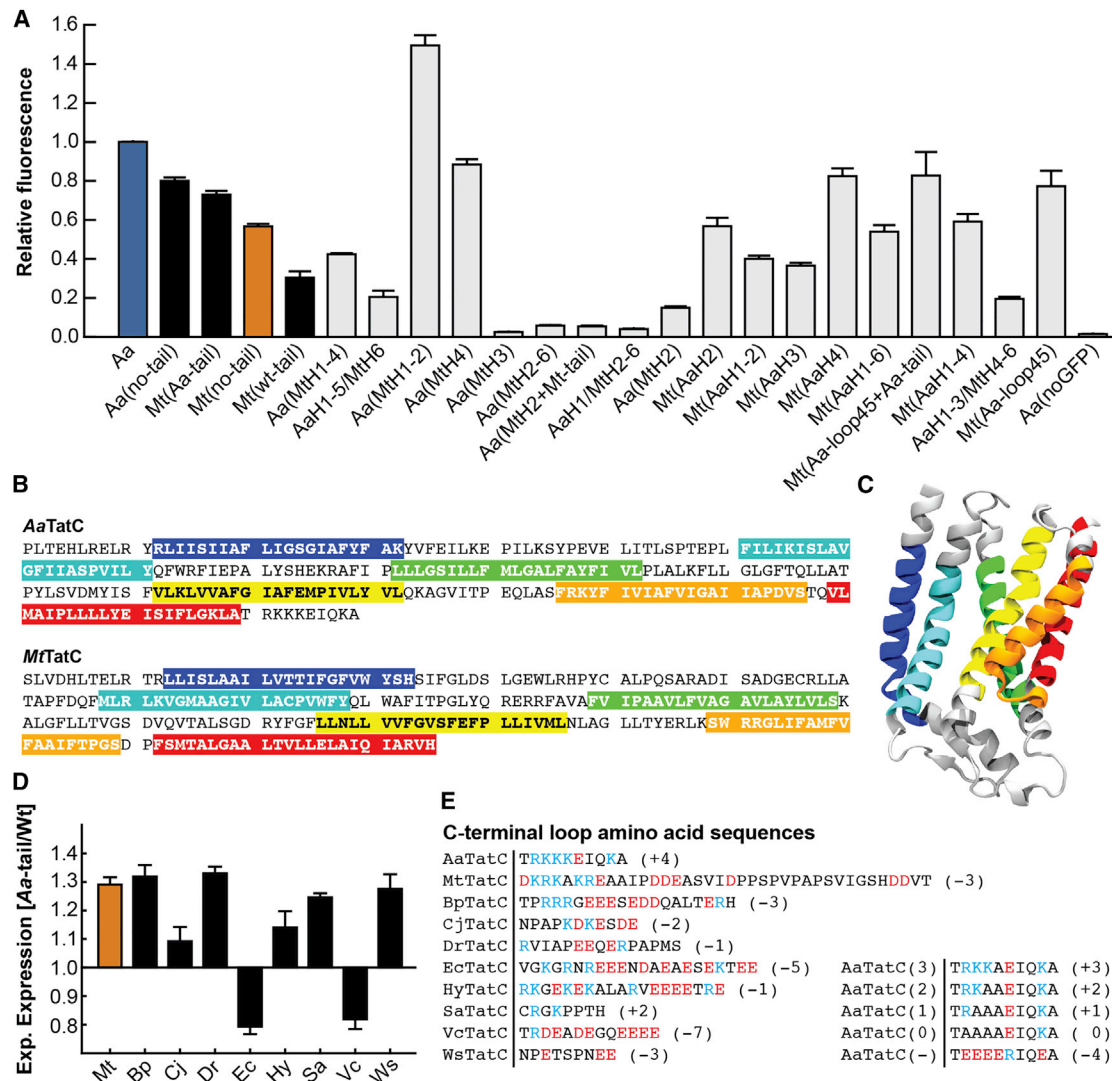 A
Relative fluorescence
1.6
1.4
1.2
1.0
0.8
0.6
0.4
0.2
0.0
Aa
Aa(no-tail)
Mt(Aa-tail)
Mt(no-tail)
Mt(wt-tail)
Aa(MtH1-4)
AaH1-5/MtH6
Aa(MtH1-2)
Aa(MtH4)
Aa(MtH3)
Aa(MtH2-6)
Aa(MtH2+Mt-tail)
AaH1/MtH2-6
Aa(MtH2)
Mt(AaH2)
Mt(AaH1-2)
Mt(AaH3)
Mt(AaH4)
Mt(AaH1-6)
Mt(Aa-loop45+Aa-tail)
Mt(AaH1-4)
AaH1-3/MtH4-6
Mt(Aa-loop45)
Aa(noGFP)
B
AaTatC
PLTEHLRELR YRLIISIIAF LIGSGIAFYF AKYVFEILKE PILKSYPEVE LITLSPTEPL FILIKISLAV
GFIIASPVIL YQFWRFIEPA LYSHEKRAFI PLLLGSILLF MLGALFAYFI VLPLALKFLL GLGFTQLLAT
PYLSVDMYIS FVLKLVVAFG IAFEMPIVLY VLQKAGVITP EQLASFRKYF IVIAFVIGAI IAPDVSTQVL
MAIPLLLLYE ISIFLGKLAT RKKKEIQKA
MtTatC
SLVDHLTELR TRLLISLAAI LVTTIFGFVW YSHSIFGLDS LGEWLRHPYC ALPQSARADI SADGECRLLA
TAPFDQFMLR LKVGMAAGIV LACPVWFYQL WAFITPGLYQ RERRFAVAFV IPAAVLFVAG AVLAYLVLSK
ALGFLLTVGS DVQVTALSGD RYFGFLLNLL VVFGVSFEFP LLIVMLNLAG LLTYERLKSW RRGLIFAMFV
FAAIFTPGSD PFSMTALGAA LTVLLELAIQ IARVH
C
D
Exp. Expression [Aa-tail/Wt]
1.4
1.3
1.2
1.1
1.0
0.9
0.8
Mt
Bp
Cj
Dr
Ec
Hy
Sa
Vc
Ws
E
C-terminal loop amino acid sequences
AaTatC TRKKKEIQKA (+4)
MtTatC DKRKAKREAAIPDDEASVIDPPSPVPAPSVIGSHDDVT (-3)
BpTatC TPRRRGEEESEDDQALTERH (-3)
CjTatC NPAPKDKESDE (-2)
DrTatC RVIAPEEQERPAPMS (-1)
EcTatC VGKGRNREEENDAEAESEKTEE (-5)
HyTatC RKGEKEKALARVEEEETRE (-1)
SaTatC CRGKPPTH (+2)
VcTatC TRDEADEGQEEEE (-7)
WsTatC NPETSPNEE (-3)
AaTatC(3) TRKKAEIQKA (+3)
AaTatC(2) TRKAAEIQKA (+2)
AaTatC(1) TRAAAEIQKA (+1)
AaTatC(0) TAAAAEIQKA ( 0)
AaTatC(-) TEEEERIQEA (-4)